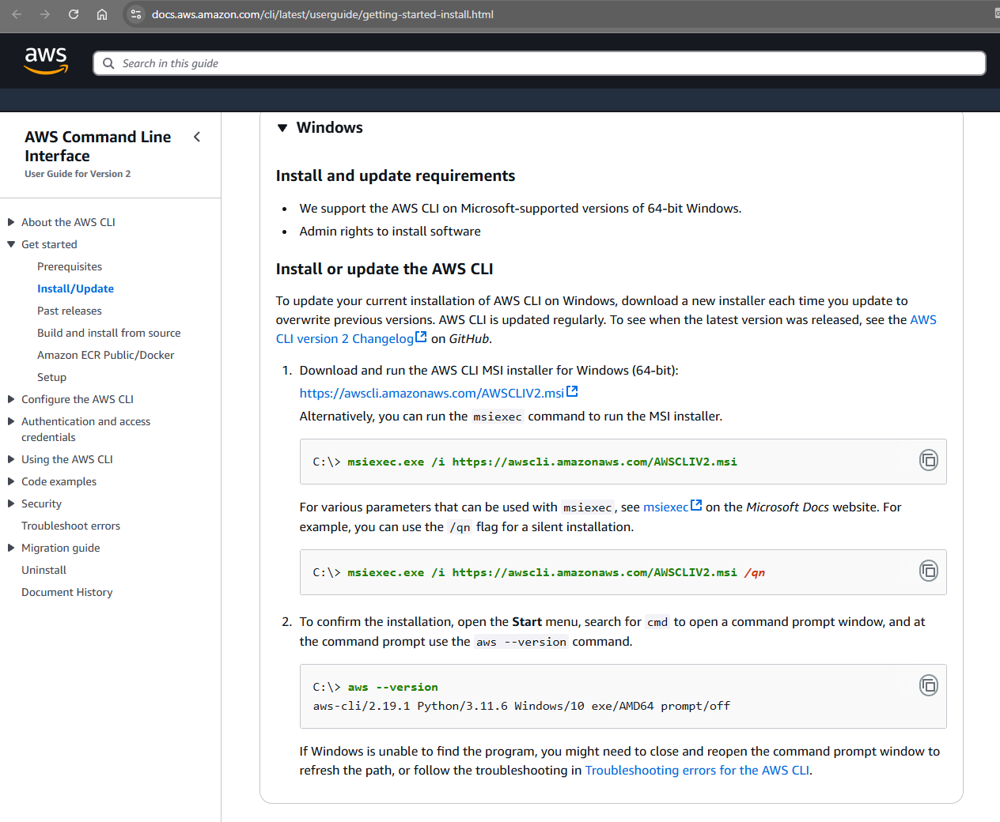 docs.aws.amazon.com/cli/latest/userguide/getting-started-install.html
aws
Search in this guide
AWS Command Line
Interface
User Guide for Version 2
About the AWS CLI
Get started
Prerequisites
Install/Update
Past releases
Build and install from source
Amazon ECR Public/Docker
Setup
Configure the AWS CLI
Authentication and access
credentials
Using the AWS CLI
Code examples
Security
Troubleshoot errors
Migration guide
Uninstall
Document History
Windows
Install and update requirements
• We support the AWS CLI on Microsoft-supported versions of 64-bit Windows.
• Admin rights to install software
Install or update the AWS CLI
To update your current installation of AWS CLI on Windows, download a new installer each time you update to
overwrite previous versions. AWS CLI is updated regularly. To see when the latest version was released, see the AWS
CLI version 2 Changelog on GitHub.
1. Download and run the AWS CLI MSI installer for Windows (64-bit):
https://awscli.amazonaws.com/AWSCLIV2.msi
Alternatively, you can run the msiexec command to run the MSI installer.
C:\> msiexec.exe /i https://awscli.amazonaws.com/AWSCLIV2.msi
For various parameters that can be used with msiexec, see msiexec on the Microsoft Docs website. For
example, you can use the /qn flag for a silent installation.
C:\> msiexec.exe /i https://awscli.amazonaws.com/AWSCLIV2.msi /qn
2. To confirm the installation, open the Start menu, search for cmd to open a command prompt window, and at
the command prompt use the aws --version command.
C:\> aws --version
aws-cli/2.19.1 Python/3.11.6 Windows/10 exe/AMD64 prompt/off
If Windows is unable to find the program, you might need to close and reopen the command prompt window to
refresh the path, or follow the troubleshooting in Troubleshooting errors for the AWS CLI.